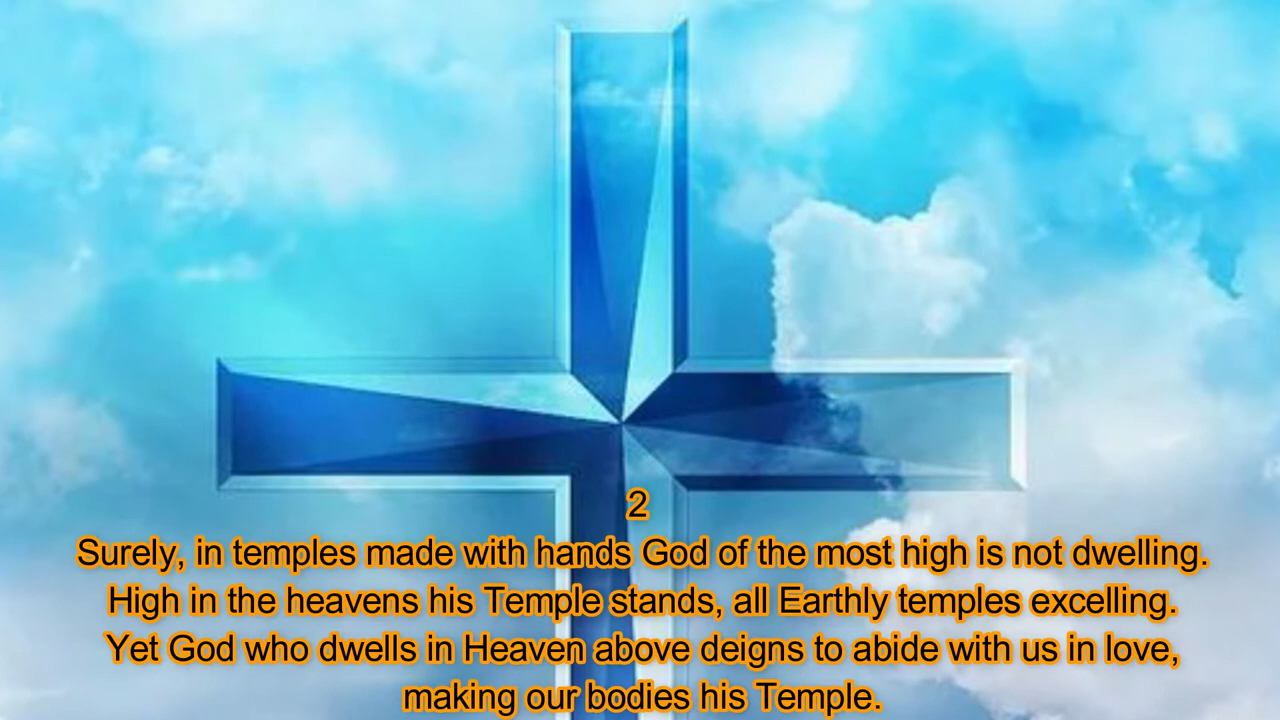 2
Surely, in temples made with hands God of the most high is not dwelling.
High in the heavens his Temple stands, all Earthly temples excelling.
Yet God who dwells in Heaven above deigns to abide with us in love,
making our bodies his Temple.